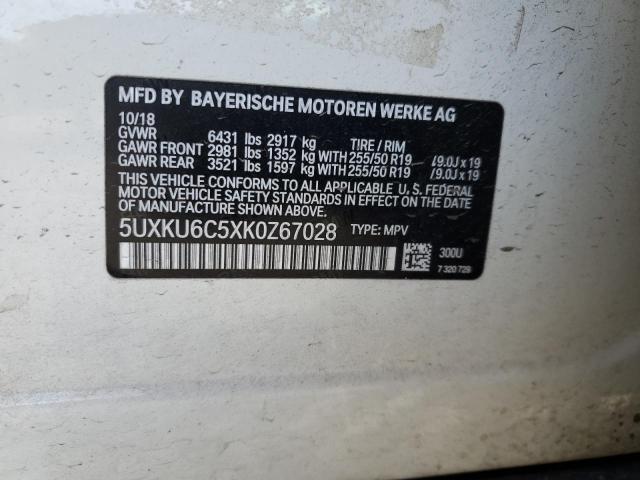 MFD BY BAYERISCHE MOTOREN WERKE AG
10/18
GVWR 6431 lbs 2917 kg TIRE / RIM
GAWR FRONT 2981 lbs 1352 kg WITH 255/50 R19 /9.0J x 19
GAWR REAR 3521 lbs 1597 kg WITH 255/50 R19 /9.0J x 19
THIS VEHICLE CONFORMS TO ALL APPLICABLE U.S. FEDERAL
MOTOR VEHICLE SAFETY STANDARDS IN EFFECT ON THE DATE
OF MANUFACTURE SHOWN ABOVE.
5UXKU6C5XK0Z67028 TYPE: MPV
300U
7 320 728